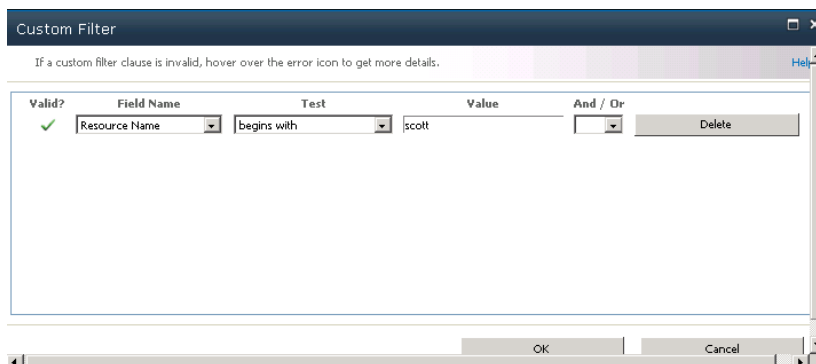 Custom Filter
If a custom filter clause is invalid, hover over the error icon to get more details.
Help
Valid? Field Name Test Value And / Or
Resource Name begins with scott Delete
OK Cancel